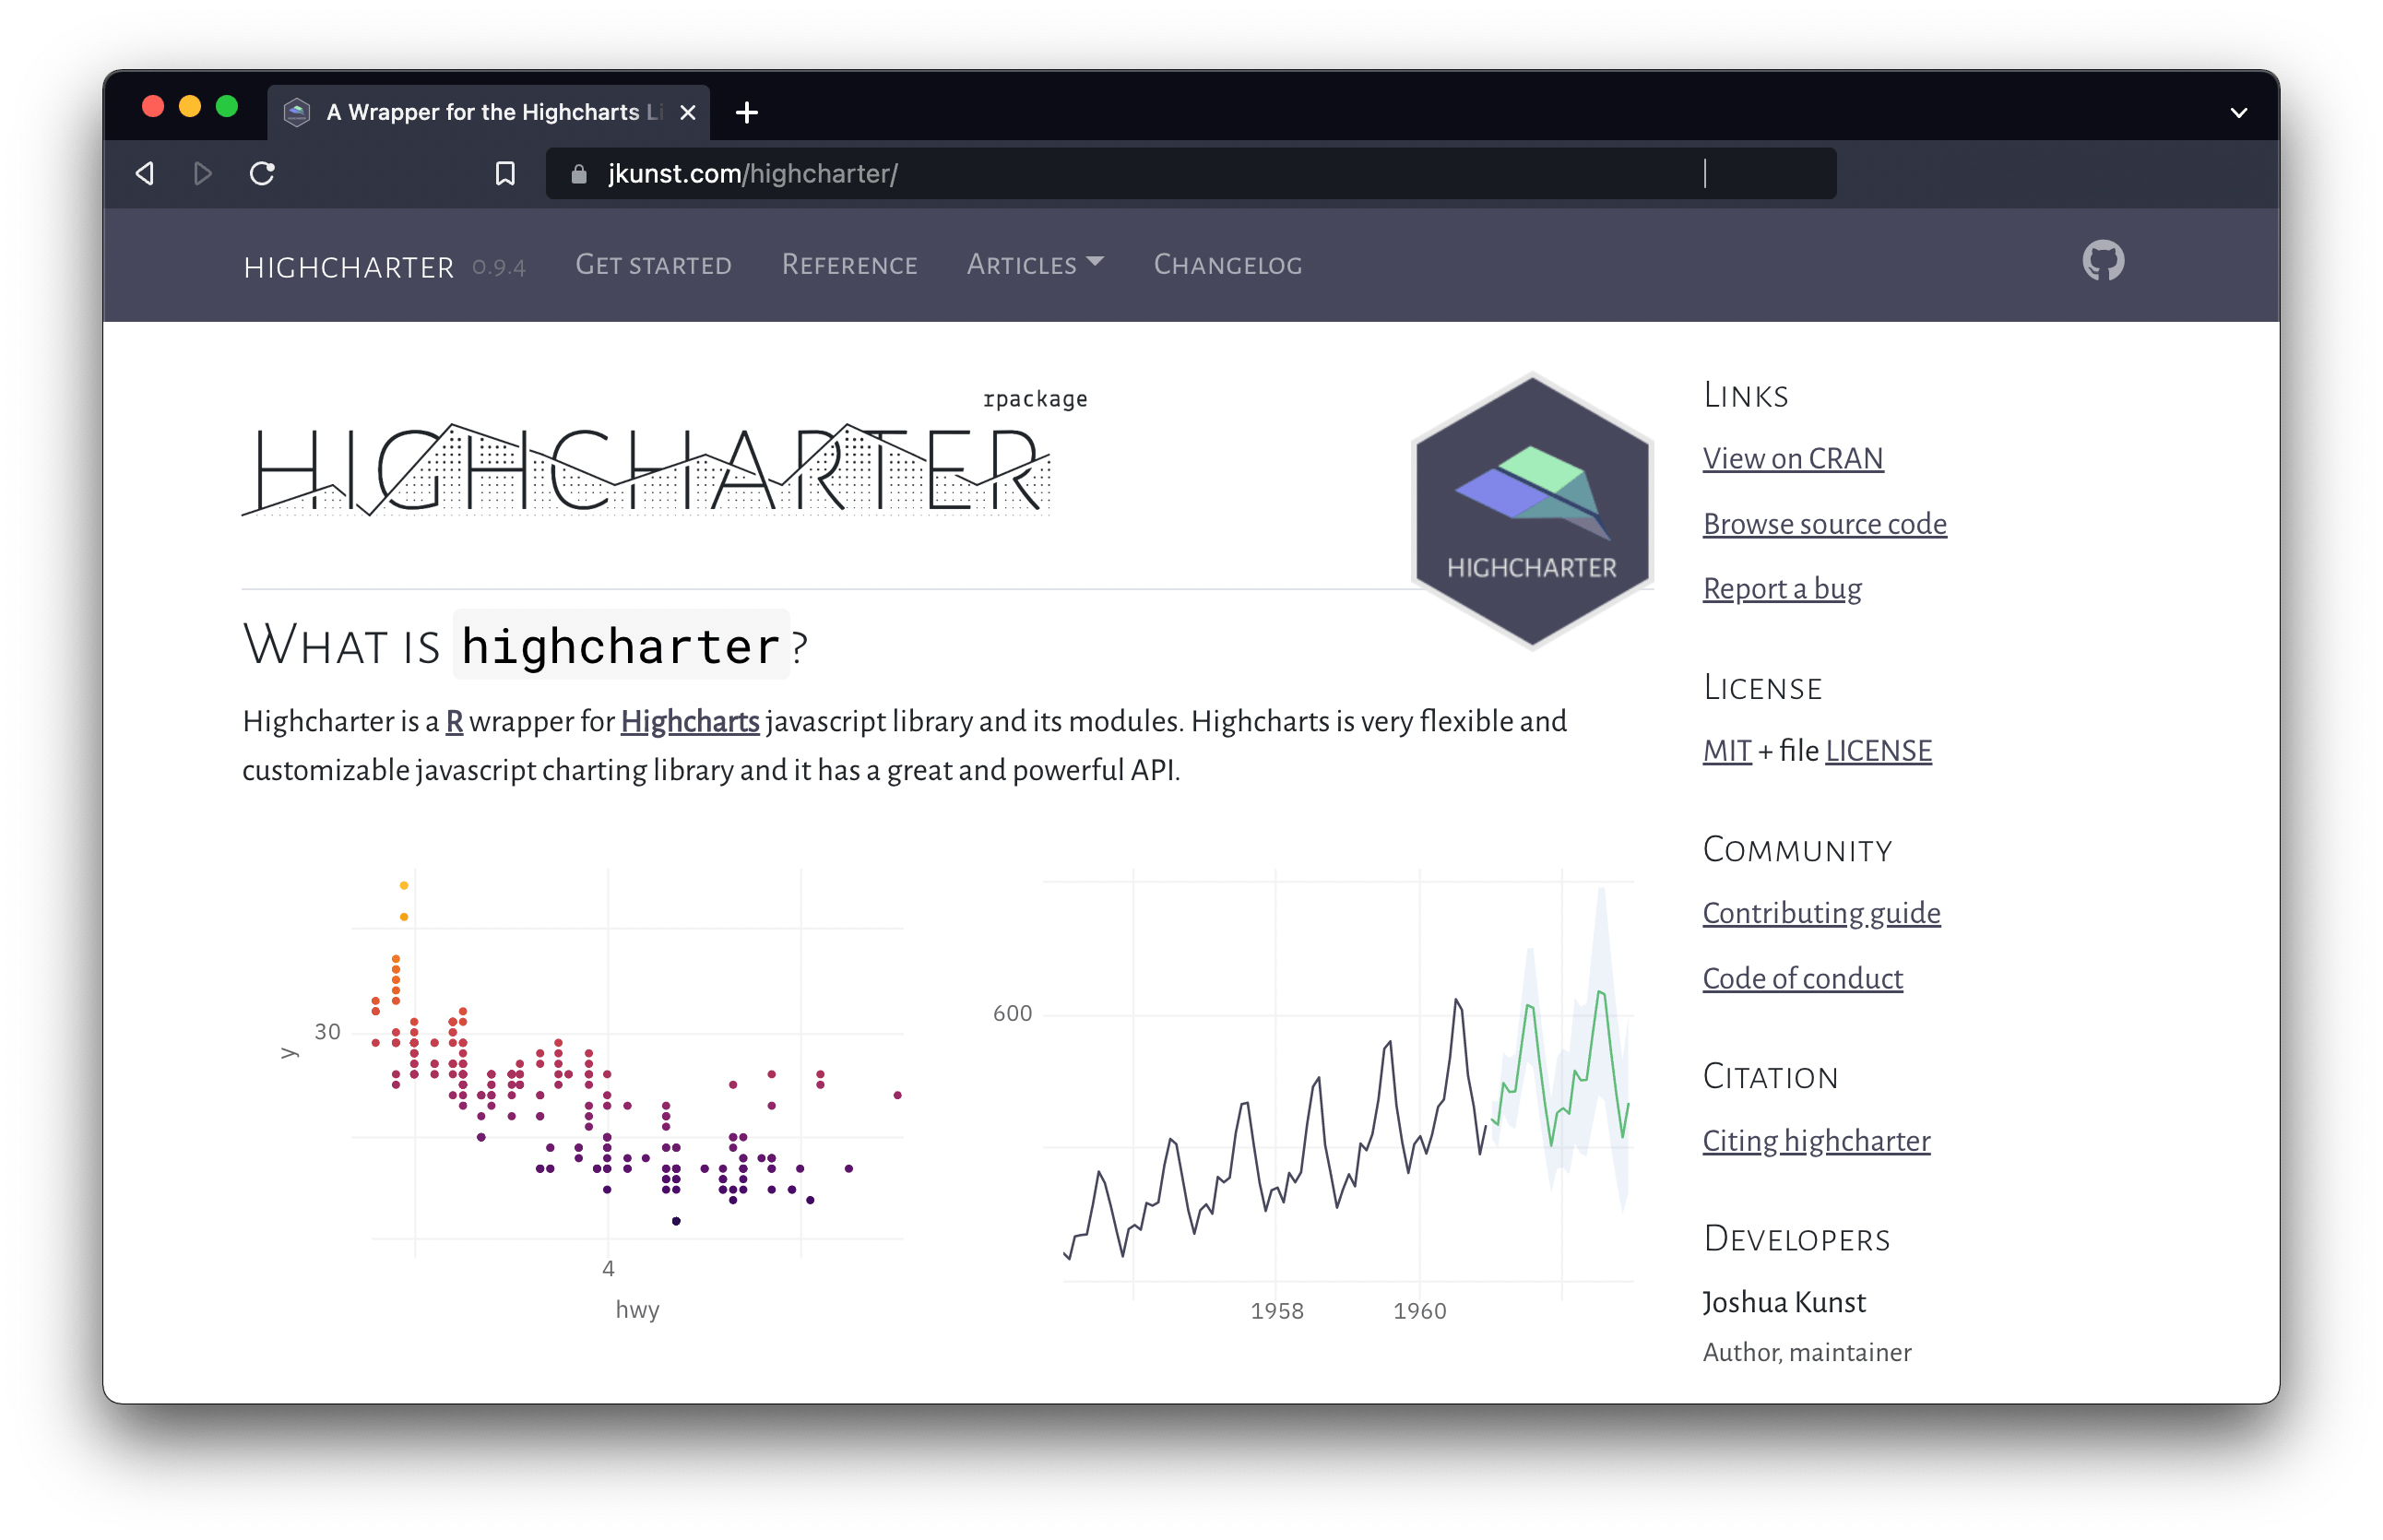 A Wrapper for the Highcharts Li
jkunst.com/highcharter/
HIGHCHARTER 0.9.4 GET STARTED REFERENCE ARTICLES CHANGELOG
rpackage
HIGHCHARTER
HIGHCHARTER
WHAT IS highcharter?
Highcharter is a R wrapper for Highcharts javascript library and its modules. Highcharts is very flexible and
customizable javascript charting library and it has a great and powerful API.
30
y
4
hwy
600
1958 1960
LINKS
View on CRAN
Browse source code
Report a bug
LICENSE
MIT + file LICENSE
COMMUNITY
Contributing guide
Code of conduct
CITATION
Citing highcharter
DEVELOPERS
Joshua Kunst
Author, maintainer